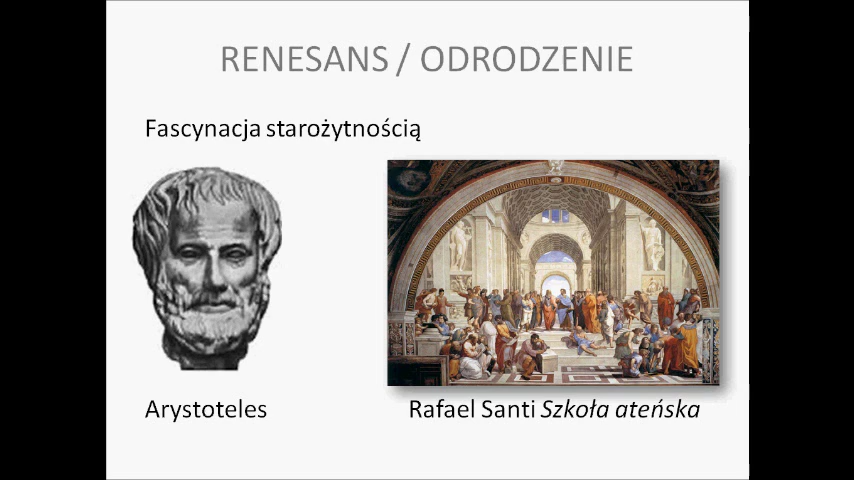 RENESANS / ODRODZENIE
Fascynacja starożytnością
Arystoteles
Rafael Santi Szkoła ateńska